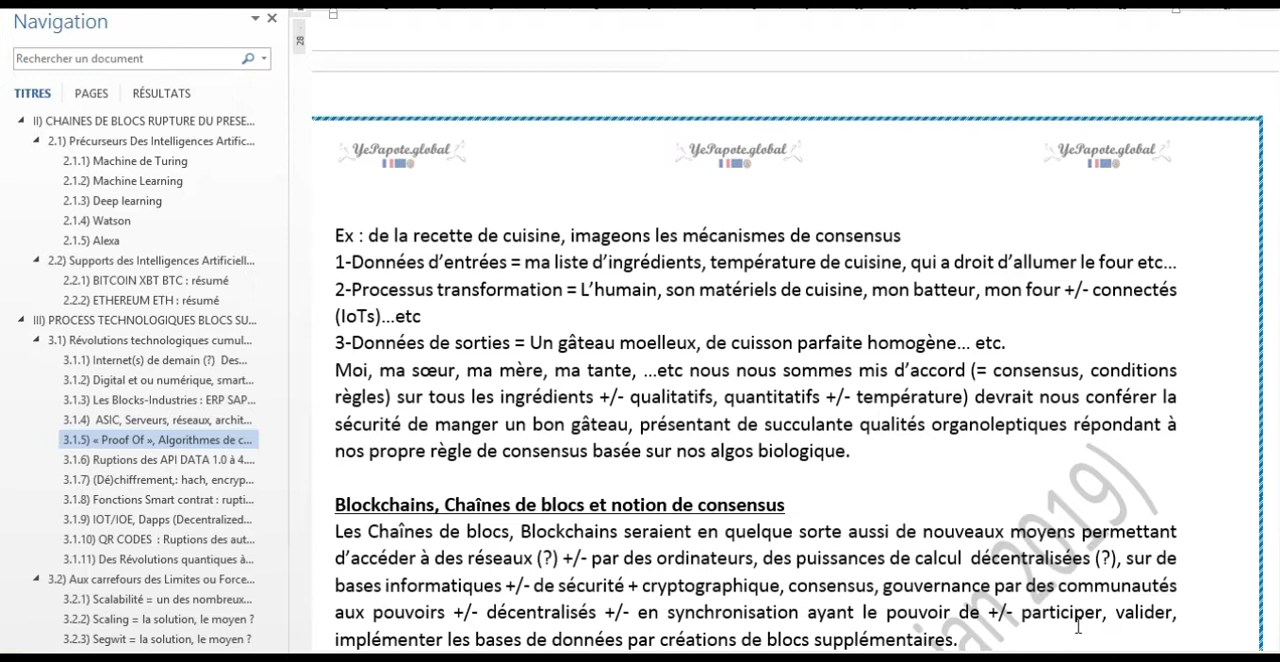 Navigation
Rechercher un document
TITRES PAGES RÉSULTATS
II) CHAINES DE BLOCS RUPTURE DU PRESE...
2.1) Précurseurs Des Intelligences Artific...
2.1.1) Machine de Turing
2.1.2) Machine Learning
2.1.3) Deep learning
2.1.4) Watson
2.1.5) Alexa
2.2) Supports des Intelligences Artificiell...
2.2.1) BITCOIN XBT BTC : résumé
2.2.2) ETHEREUM ETH : résumé
III) PROCESS TECHNOLOGIQUES BLOCS SU...
3.1) Révolutions technologiques cumul...
3.1.1) Internet(s) de demain (?) Des...
3.1.2) Digital et ou numérique, smart...
3.1.3) Les Blocks-Industries : ERP SAP...
3.1.4) ASIC, Serveurs, réseaux, archit...
3.1.5) « Proof Of », Algorithmes de c...
3.1.6) Ruptions des API DATA 1.0 à 4....
3.1.7) (Dé)chiffrement,: hach, encryp...
3.1.8) Fonctions Smart contrat : rupti...
3.1.9) IOT/IOE, Dapps (Decentralized...
3.1.10) QR CODES : Ruptions des aut...
3.1.11) Des Révolutions quantiques à...
3.2) Aux carrefours des Limites ou Force...
3.2.1) Scalabilité = un des nombreux...
3.2.2) Scaling = la solution, le moyen ?
3.2.3) Segwit = la solution, le moyen ?
28
YePapote.global YePapote.global YePapote.global
Ex : de la recette de cuisine, imageons les mécanismes de consensus
1-Données d’entrées = ma liste d’ingrédients, température de cuisine, qui a droit d’allumer le four etc...
2-Processus transformation = L’humain, son matériels de cuisine, mon batteur, mon four +/- connectés
(IoTs)...etc
3-Données de sorties = Un gâteau moelleux, de cuisson parfaite homogène... etc.
Moi, ma sœur, ma mère, ma tante, ...etc nous nous sommes mis d’accord (= consensus, conditions
règles) sur tous les ingrédients +/- qualitatifs, quantitatifs +/- température) devrait nous conférer la
sécurité de manger un bon gâteau, présentant de succulante qualités organoleptiques répondant à
nos propre règle de consensus basée sur nos algos biologique.
Blockchains, Chaînes de blocs et notion de consensus
Les Chaînes de blocs, Blockchains seraient en quelque sorte aussi de nouveaux moyens permettant
d’accéder à des réseaux (?) +/- par des ordinateurs, des puissances de calcul décentralisées (?), sur de
bases informatiques +/- de sécurité + cryptographique, consensus, gouvernance par des communautés
aux pouvoirs +/- décentralisés +/- en synchronisation ayant le pouvoir de +/- participer, valider,
implémenter les bases de données par créations de blocs supplémentaires.
jan 2019)